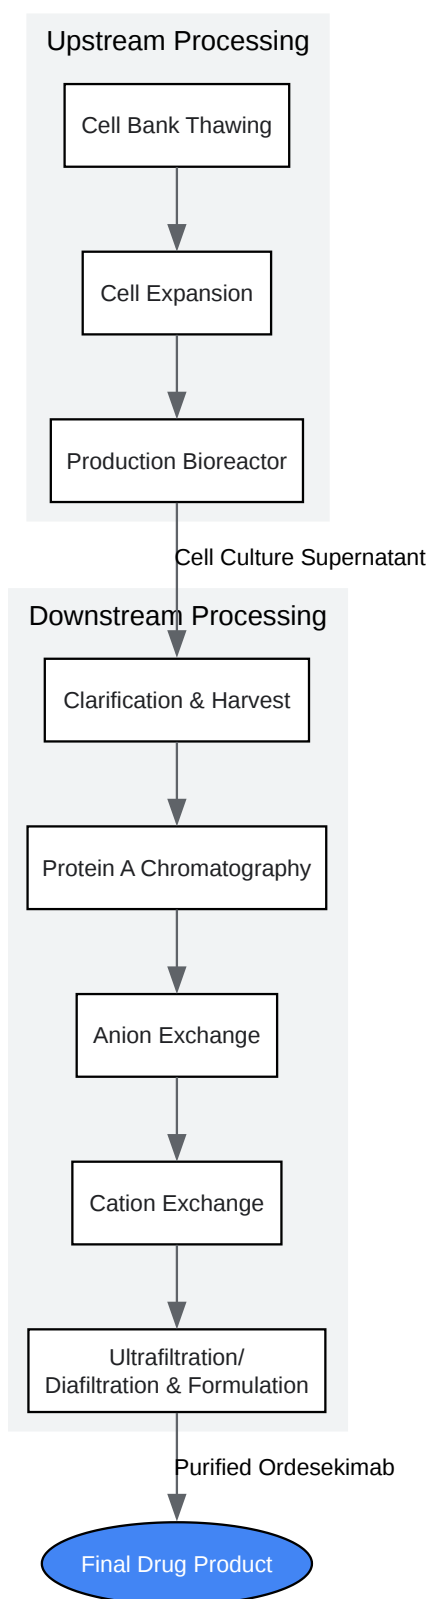 Upstream Processing
Cell Bank Thawing
Cell Expansion
Production Bioreactor
Cell Culture Supernatant
Downstream Processing
Clarification & Harvest
Protein A Chromatography
Anion Exchange
Cation Exchange
Ultrafiltration/
Diafiltration & Formulation
Purified Ordesekimab
Final Drug Product